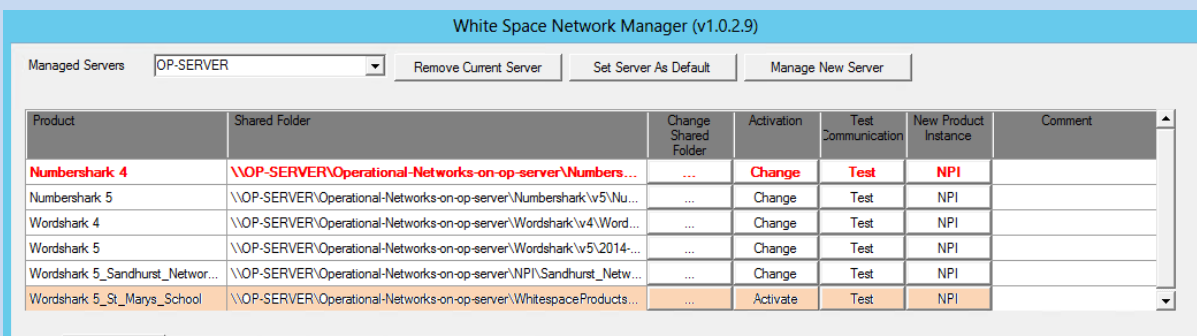 White Space Network Manager (v1.0.2.9)
Managed Servers OP-SERVER Remove Current Server Set Server As Default Manage New Server
Product Shared Folder Change Shared Folder Activation Test Communication New Product Instance Comment
Numbershark 4 \\OP-SERVER\Operational-Networks-on-op-server\Numbers... ... Change Test NPI
Numbershark 5 \\OP-SERVER\Operational-Networks-on-op-server\Numbershark\v5\Nu... ... Change Test NPI
Wordshark 4 \\OP-SERVER\Operational-Networks-on-op-server\Wordshark\v4\Word... ... Change Test NPI
Wordshark 5 \\OP-SERVER\Operational-Networks-on-op-server\Wordshark\v5\2014-... ... Change Test NPI
Wordshark 5_Sandhurst_Networ... \\OP-SERVER\Operational-Networks-on-op-server\NPI\Sandhurst_Netw... ... Change Test NPI
Wordshark 5_St_Marys_School \\OP-SERVER\Operational-Networks-on-op-server\WhitespaceProducts... ... Activate Test NPI